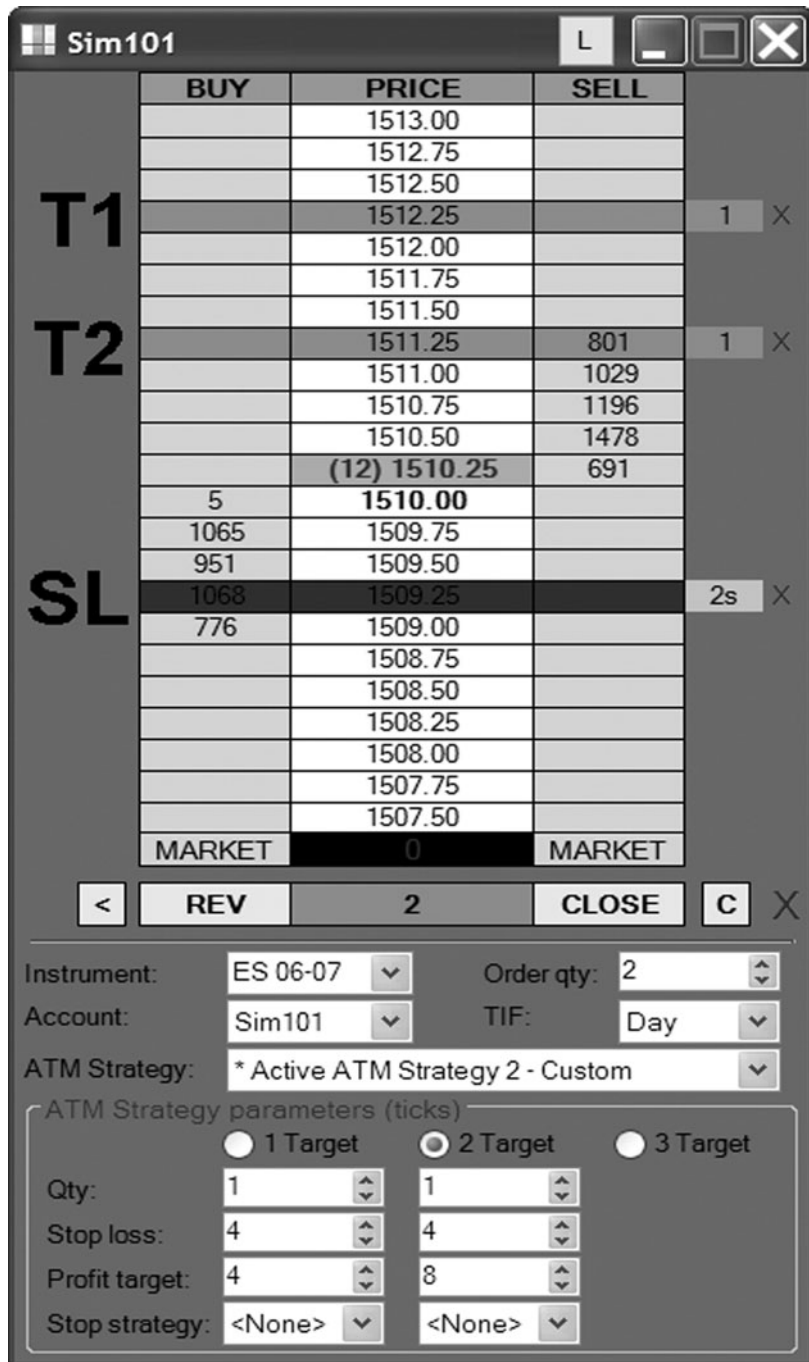 Sim101 L
BUY PRICE SELL
1513.00
1512.75
1512.50
T1 1512.25 1 X
1512.00
1511.75
1511.50
T2 1511.25 801 1 X
1511.00 1029
1510.75 1196
1510.50 1478
(12) 1510.25 691
5 1510.00
1065 1509.75
951 1509.50
SL 1068 1509.25 2s X
776 1509.00
1508.75
1508.50
1508.25
1508.00
1507.75
1507.50
MARKET 0 MARKET
< REV 2 CLOSE C X
Instrument: ES 06-07 Order qty: 2
Account: Sim101 TIF: Day
ATM Strategy: * Active ATM Strategy 2 - Custom
ATM Strategy parameters (ticks)
1 Target 2 Target 3 Target
Qty: 1 1
Stop loss: 4 4
Profit target: 4 8
Stop strategy: <None> <None>